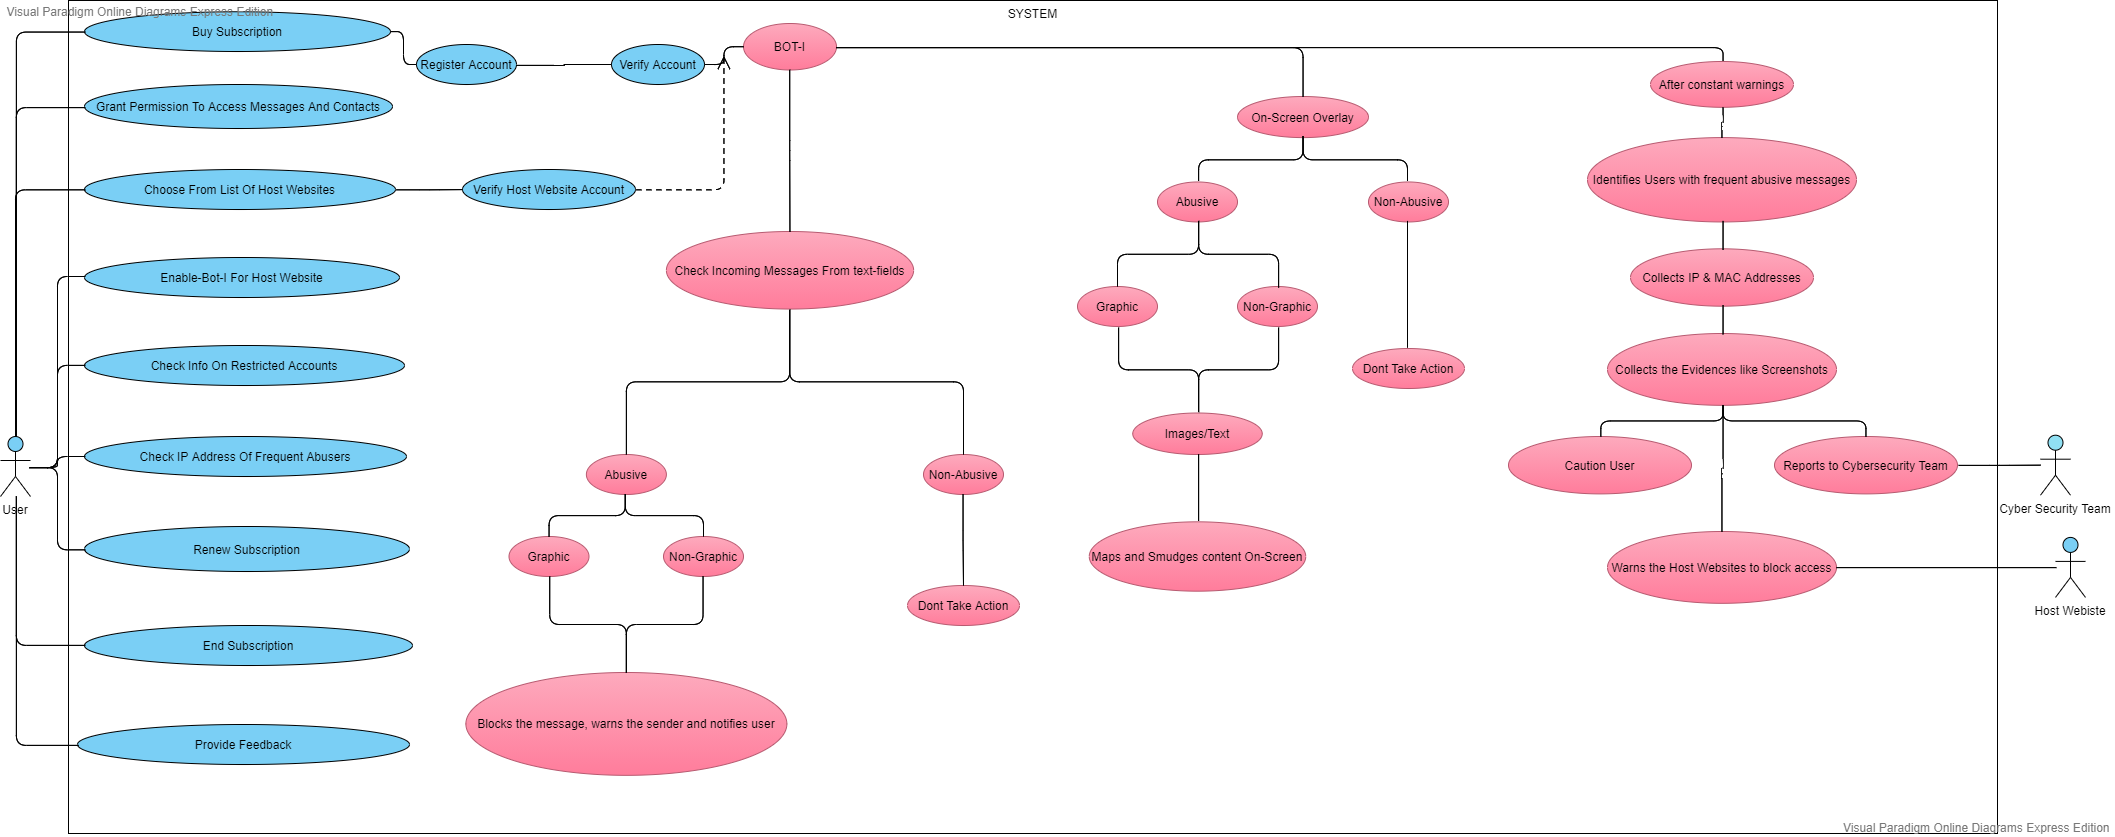 Visual Paradigm Online Diagrams Express Edition
SYSTEM
Buy Subscription
Register Account
Verify Account
BOT-I
Grant Permission To Access Messages And Contacts
Choose From List Of Host Websites
Verify Host Website Account
Enable-Bot-I For Host Website
Check Info On Restricted Accounts
Check IP Address Of Frequent Abusers
User
Renew Subscription
End Subscription
Provide Feedback
Check Incoming Messages From text-fields
Abusive
Non-Abusive
Graphic
Non-Graphic
Dont Take Action
Blocks the message, warns the sender and notifies user
On-Screen Overlay
Abusive
Non-Abusive
Graphic
Non-Graphic
Dont Take Action
Images/Text
Maps and Smudges content On-Screen
After constant warnings
Identifies Users with frequent abusive messages
Collects IP & MAC Addresses
Collects the Evidences like Screenshots
Caution User
Reports to Cybersecurity Team
Cyber Security Team
Warns the Host Websites to block access
Host Webiste
Visual Paradigm Online Diagrams Express Edition